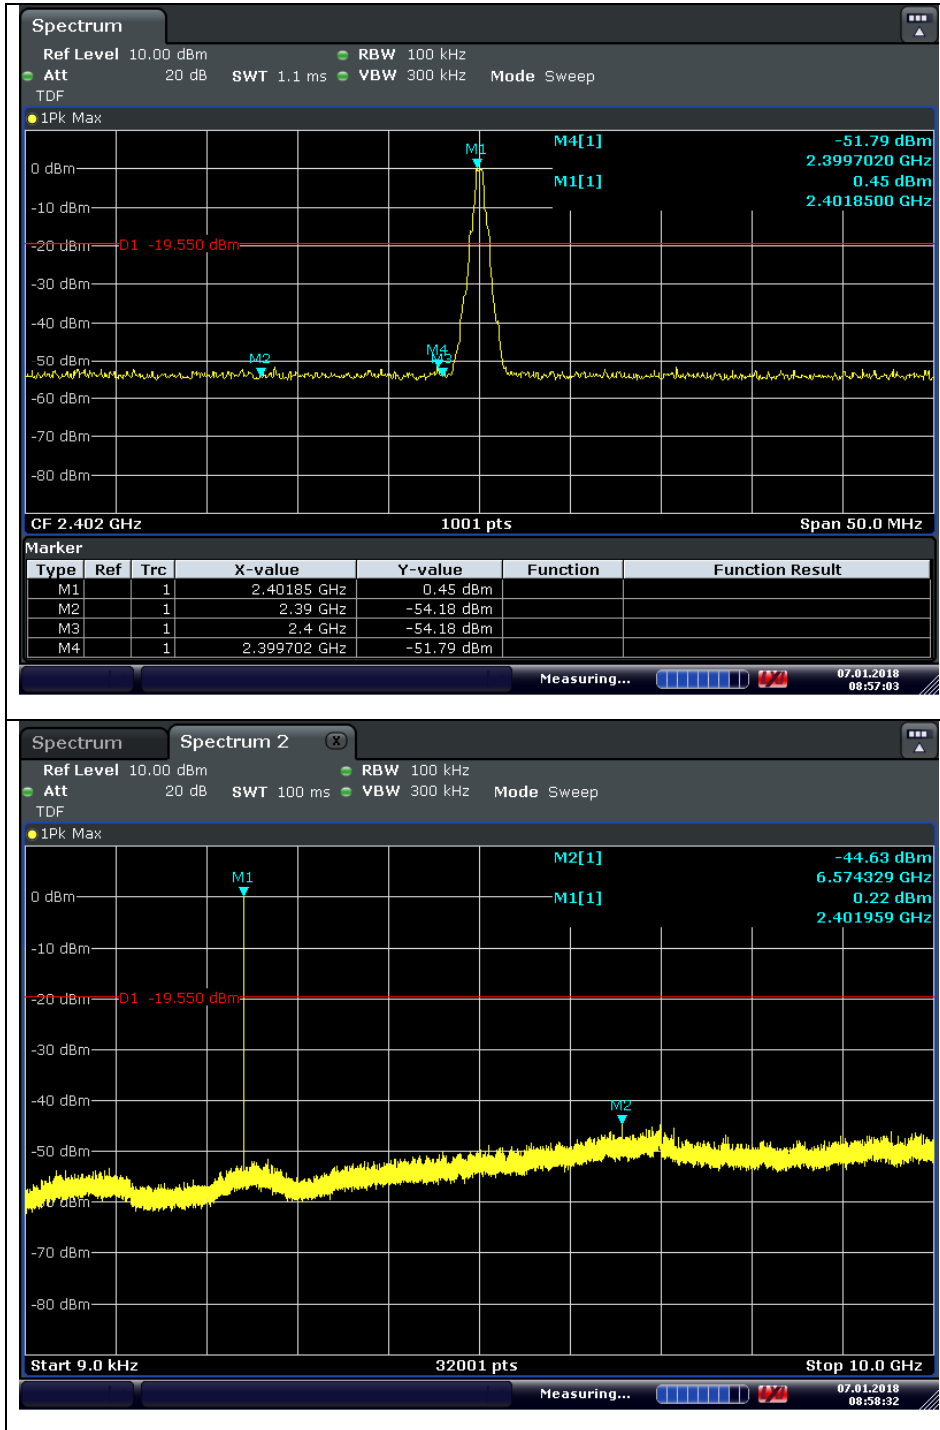 Spectrum
Ref Level 10.00 dBm RBW 100 kHz
Att 20 dB SWT 1.1 ms VBW 300 kHz Mode Sweep
TDF
1Pk Max
M4[1] -51.79 dBm
2.3997020 GHz
M1[1] 0.45 dBm
2.4018500 GHz
M1
0 dBm
-10 dBm
-20 dBm
D1 -19.550 dBm
-30 dBm
-40 dBm
M4
M2
M3
-50 dBm
-60 dBm
-70 dBm
-80 dBm
CF 2.402 GHz 1001 pts Span 50.0 MHz
Marker
Type Ref Trc X-value Y-value Function Function Result
M1 1 2.40185 GHz 0.45 dBm
M2 1 2.39 GHz -54.18 dBm
M3 1 2.4 GHz -54.18 dBm
M4 1 2.399702 GHz -51.79 dBm
Measuring... 07.01.2018
08:57:03
Spectrum Spectrum 2 X
Ref Level 10.00 dBm RBW 100 kHz
Att 20 dB SWT 100 ms VBW 300 kHz Mode Sweep
TDF
1Pk Max
M2[1] -44.63 dBm
6.574329 GHz
M1[1] 0.22 dBm
2.401959 GHz
M1
0 dBm
-10 dBm
-20 dBm
D1 -19.550 dBm
-30 dBm
-40 dBm
M2
-50 dBm
-70 dBm
-80 dBm
Start 9.0 kHz 32001 pts Stop 10.0 GHz
Measuring... 07.01.2018
08:58:32